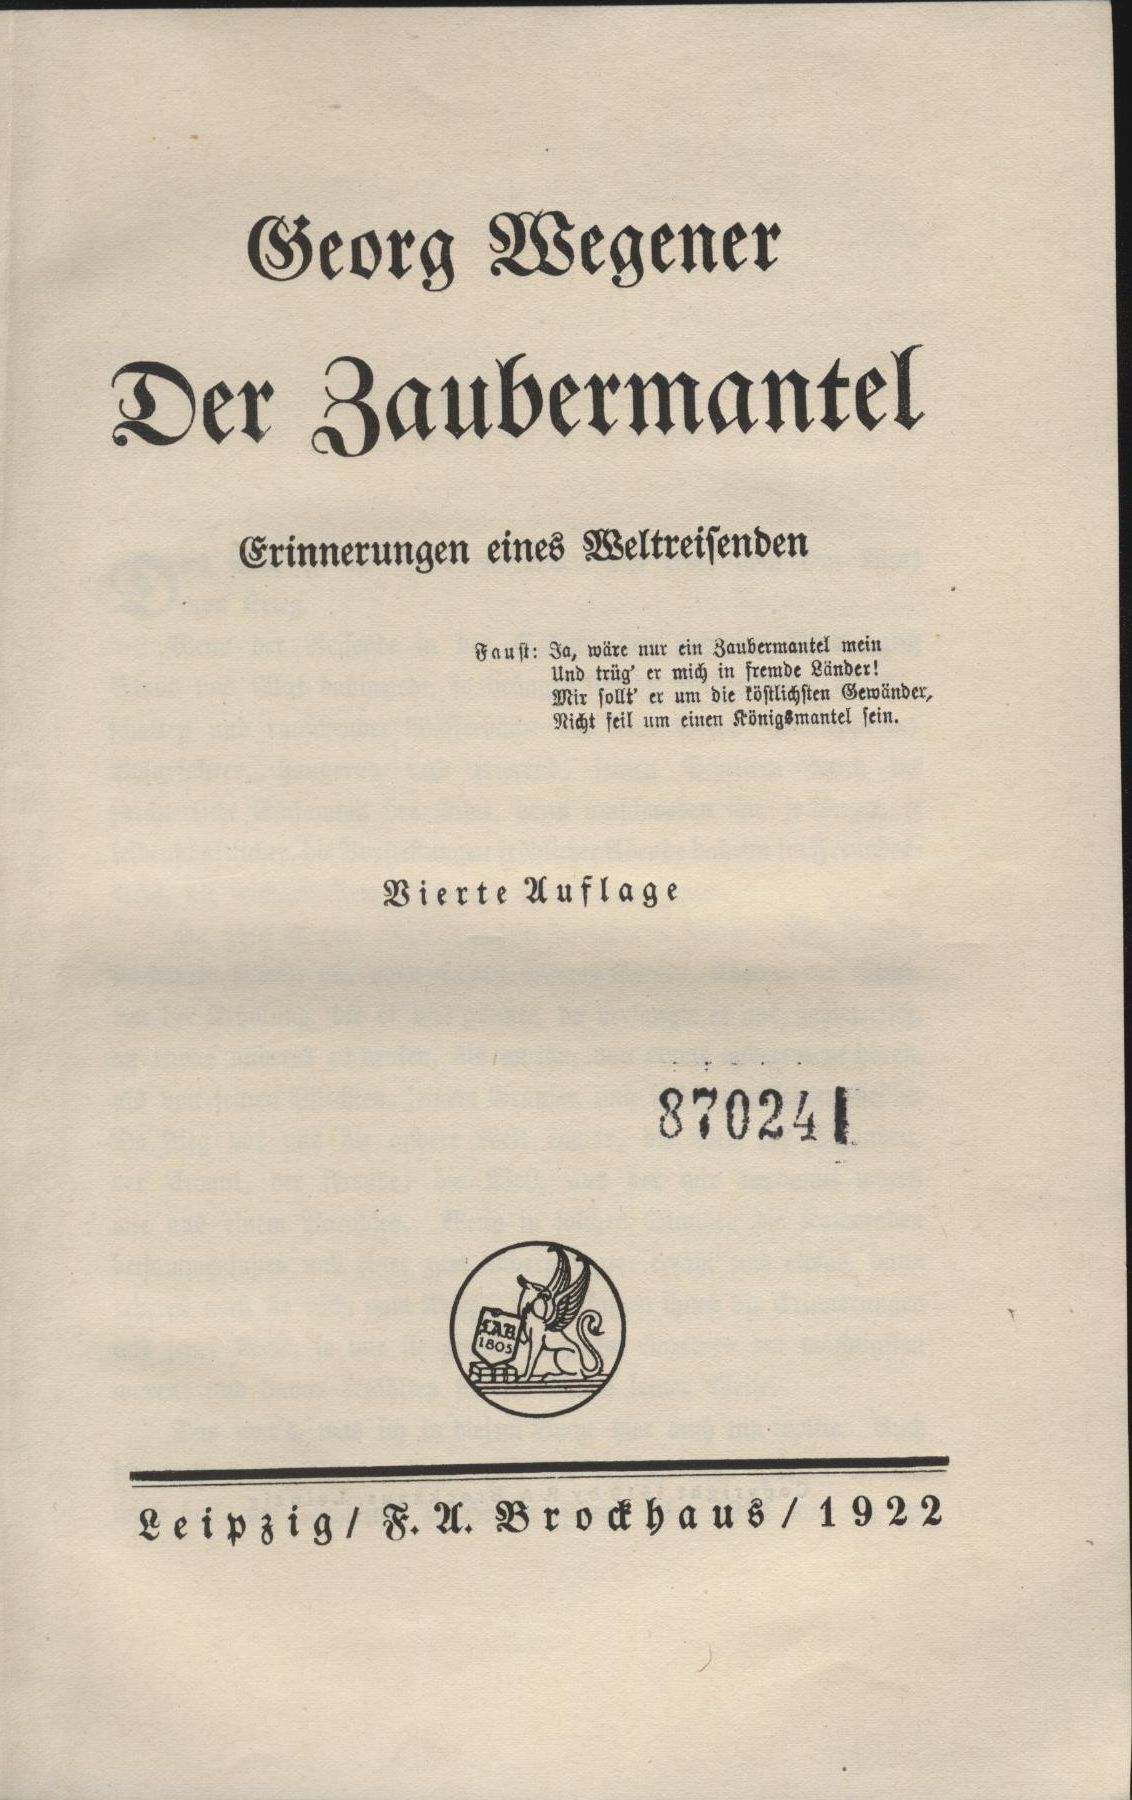 Georg Wegener
Der Zaubermantel
Erinnerungen eines Weltreisenden
Faust: Ja, wäre nur ein Zaubermantel mein
Und trüg' er mich in fremde Länder!
Mir sollt' er um die köstlichsten Gewänder,
Nicht feil um einen Königsmantel sein.
Vierte Auflage
870241
FAB
1805
Leipzig / F. A. Brockhaus / 1922